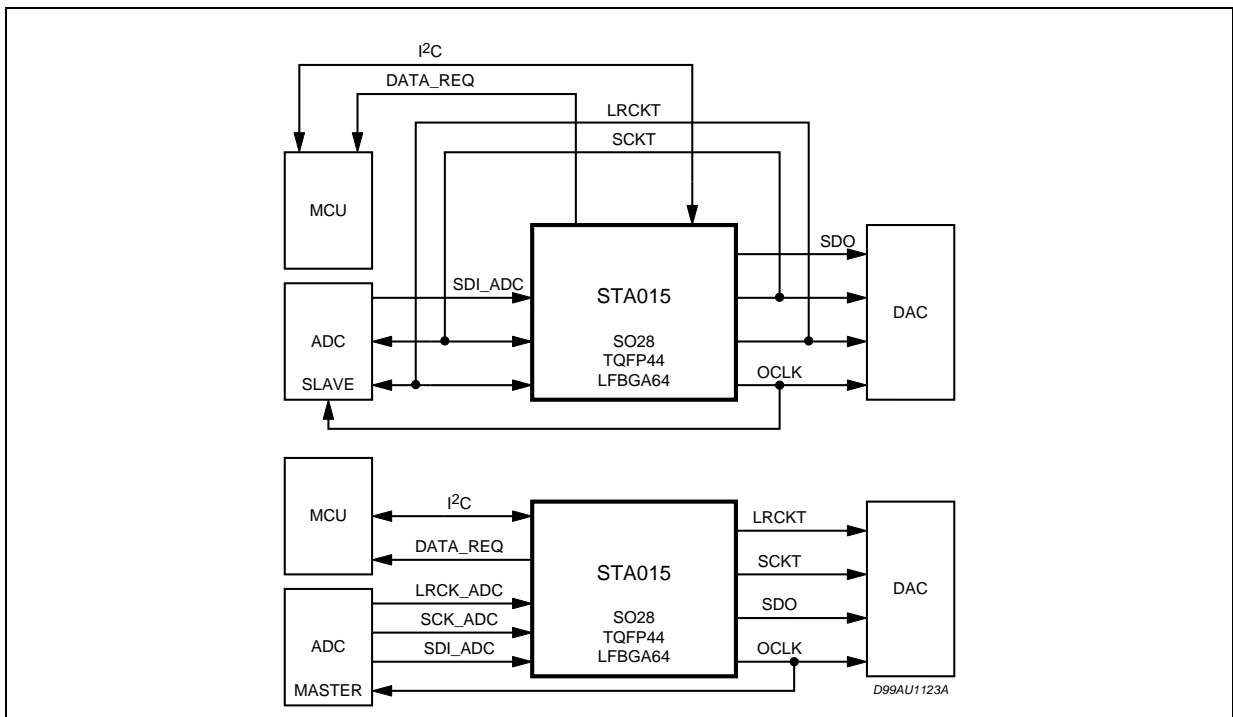 I2C
DATA_REQ
LRCKT
SCKT
MCU
SDO
SDI_ADC
STA015
DAC
ADC
SO28
TQFP44
LFBGA64
SLAVE
OCLK
MCU
I2C
LRCKT
DATA_REQ
SCKT
STA015
LRCK_ADC
DAC
SCK_ADC
SDO
SO28
ADC
TQFP44
SDI_ADC
LFBGA64
OCLK
MASTER
D99AU1123A